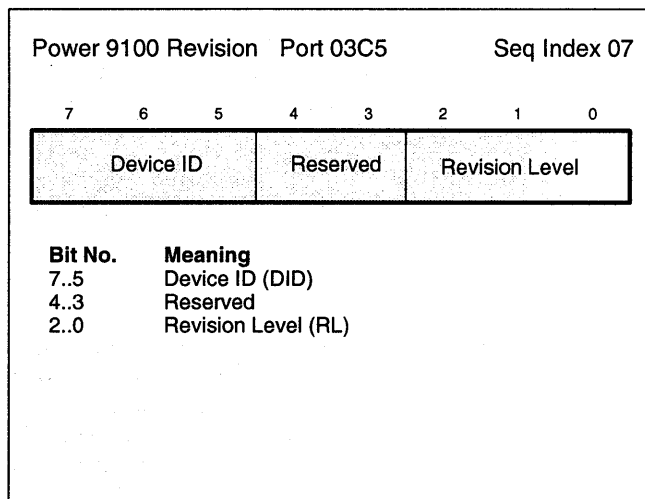 Power 9100 Revision Port 03C5 Seq Index 07
7 6 5 4 3 2 1 0
Device ID Reserved Revision Level
Bit No. Meaning
7..5 Device ID (DID)
4..3 Reserved
2..0 Revision Level (RL)